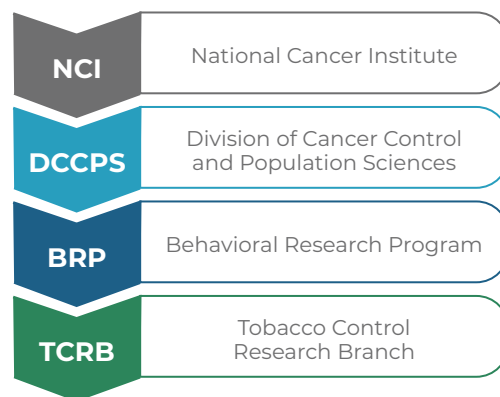 NCI
National Cancer Institute
DCCPS
Division of Cancer Control
and Population Sciences
BRP
Behavioral Research Program
TCRB
Tobacco Control
Research Branch